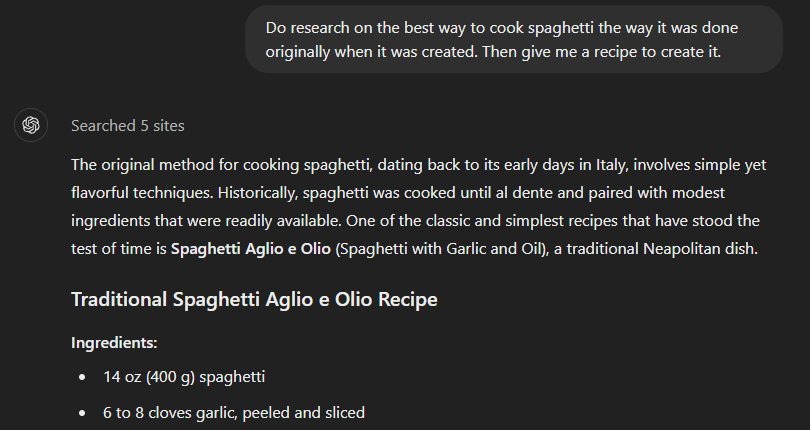 Do research on the best way to cook spaghetti the way it was done
originally when it was created. Then give me a recipe to create it.
Searched 5 sites
The original method for cooking spaghetti, dating back to its early days in Italy, involves simple yet
flavorful techniques. Historically, spaghetti was cooked until al dente and paired with modest
ingredients that were readily available. One of the classic and simplest recipes that have stood the
test of time is Spaghetti Aglio e Olio (Spaghetti with Garlic and Oil), a traditional Neapolitan dish.
Traditional Spaghetti Aglio e Olio Recipe
Ingredients:
• 14 oz (400 g) spaghetti
• 6 to 8 cloves garlic, peeled and sliced